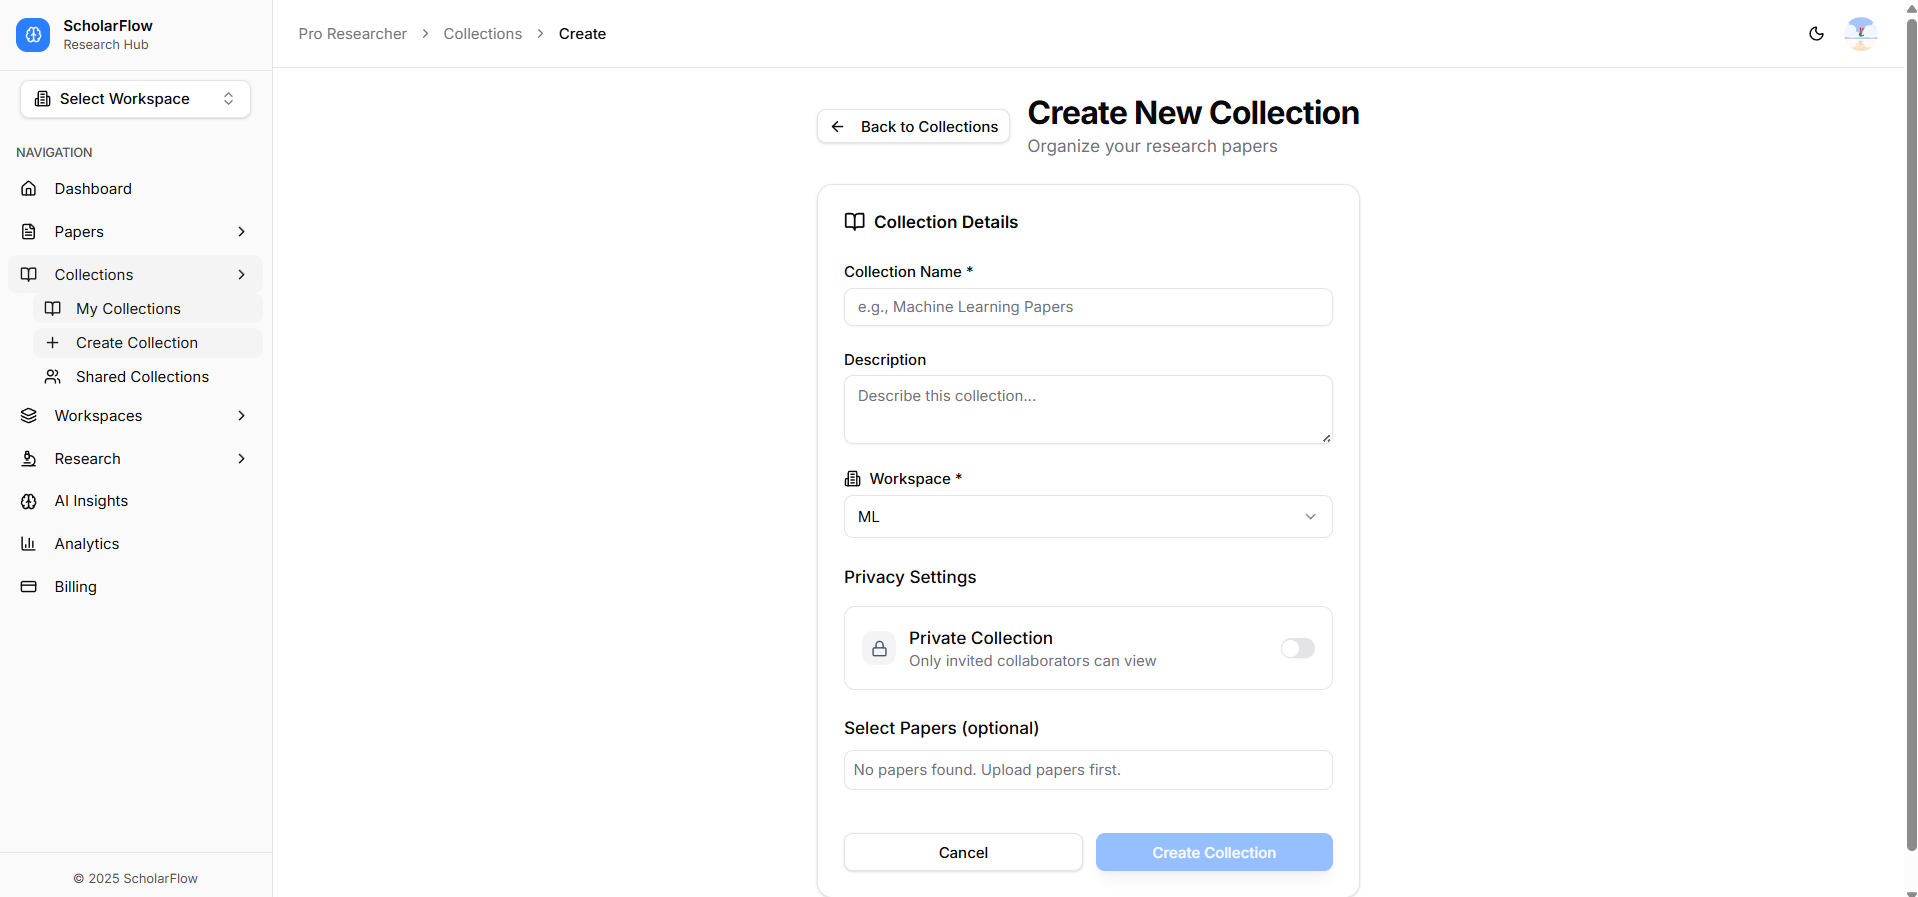 ScholarFlow
Research Hub
Select Workspace
NAVIGATION
Dashboard
Papers
Collections
My Collections
Create Collection
Shared Collections
Workspaces
Research
AI Insights
Analytics
Billing
© 2025 ScholarFlow
Pro Researcher > Collections > Create
Back to Collections
Create New Collection
Organize your research papers
Collection Details
Collection Name *
e.g., Machine Learning Papers
Description
Describe this collection...
Workspace *
ML
Privacy Settings
Private Collection
Only invited collaborators can view
Select Papers (optional)
No papers found. Upload papers first.
Cancel
Create Collection